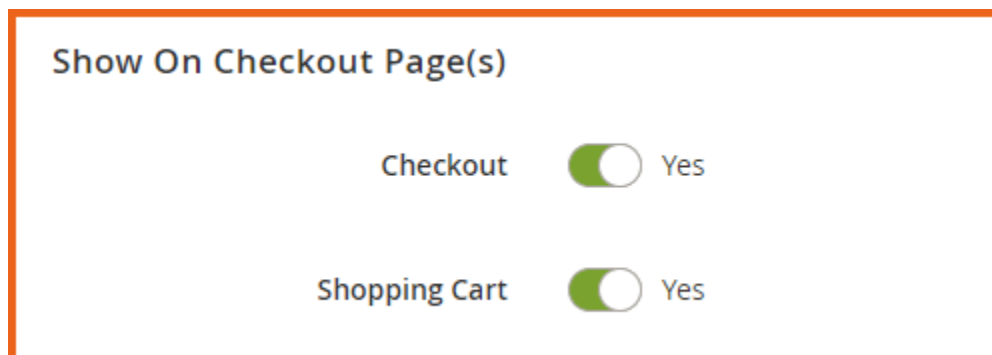 Show On Checkout Page(s)
Checkout Yes
Shopping Cart Yes